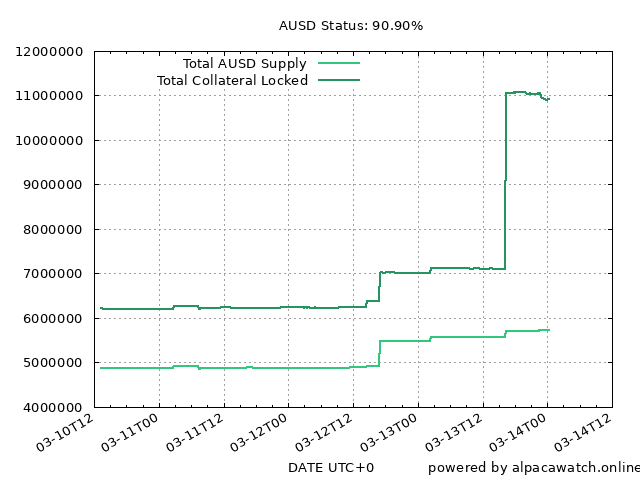 AUSD Status: 90.90%
12000000
11000000
10000000
9000000
8000000
7000000
6000000
5000000
4000000
Total AUSD Supply
Total Collateral Locked
03-10T12
03-11T00
03-11T12
03-12T00
03-12T12
03-13T00
03-13T12
03-14T00
03-14T12
DATE UTC+0
powered by alpacawatch.online